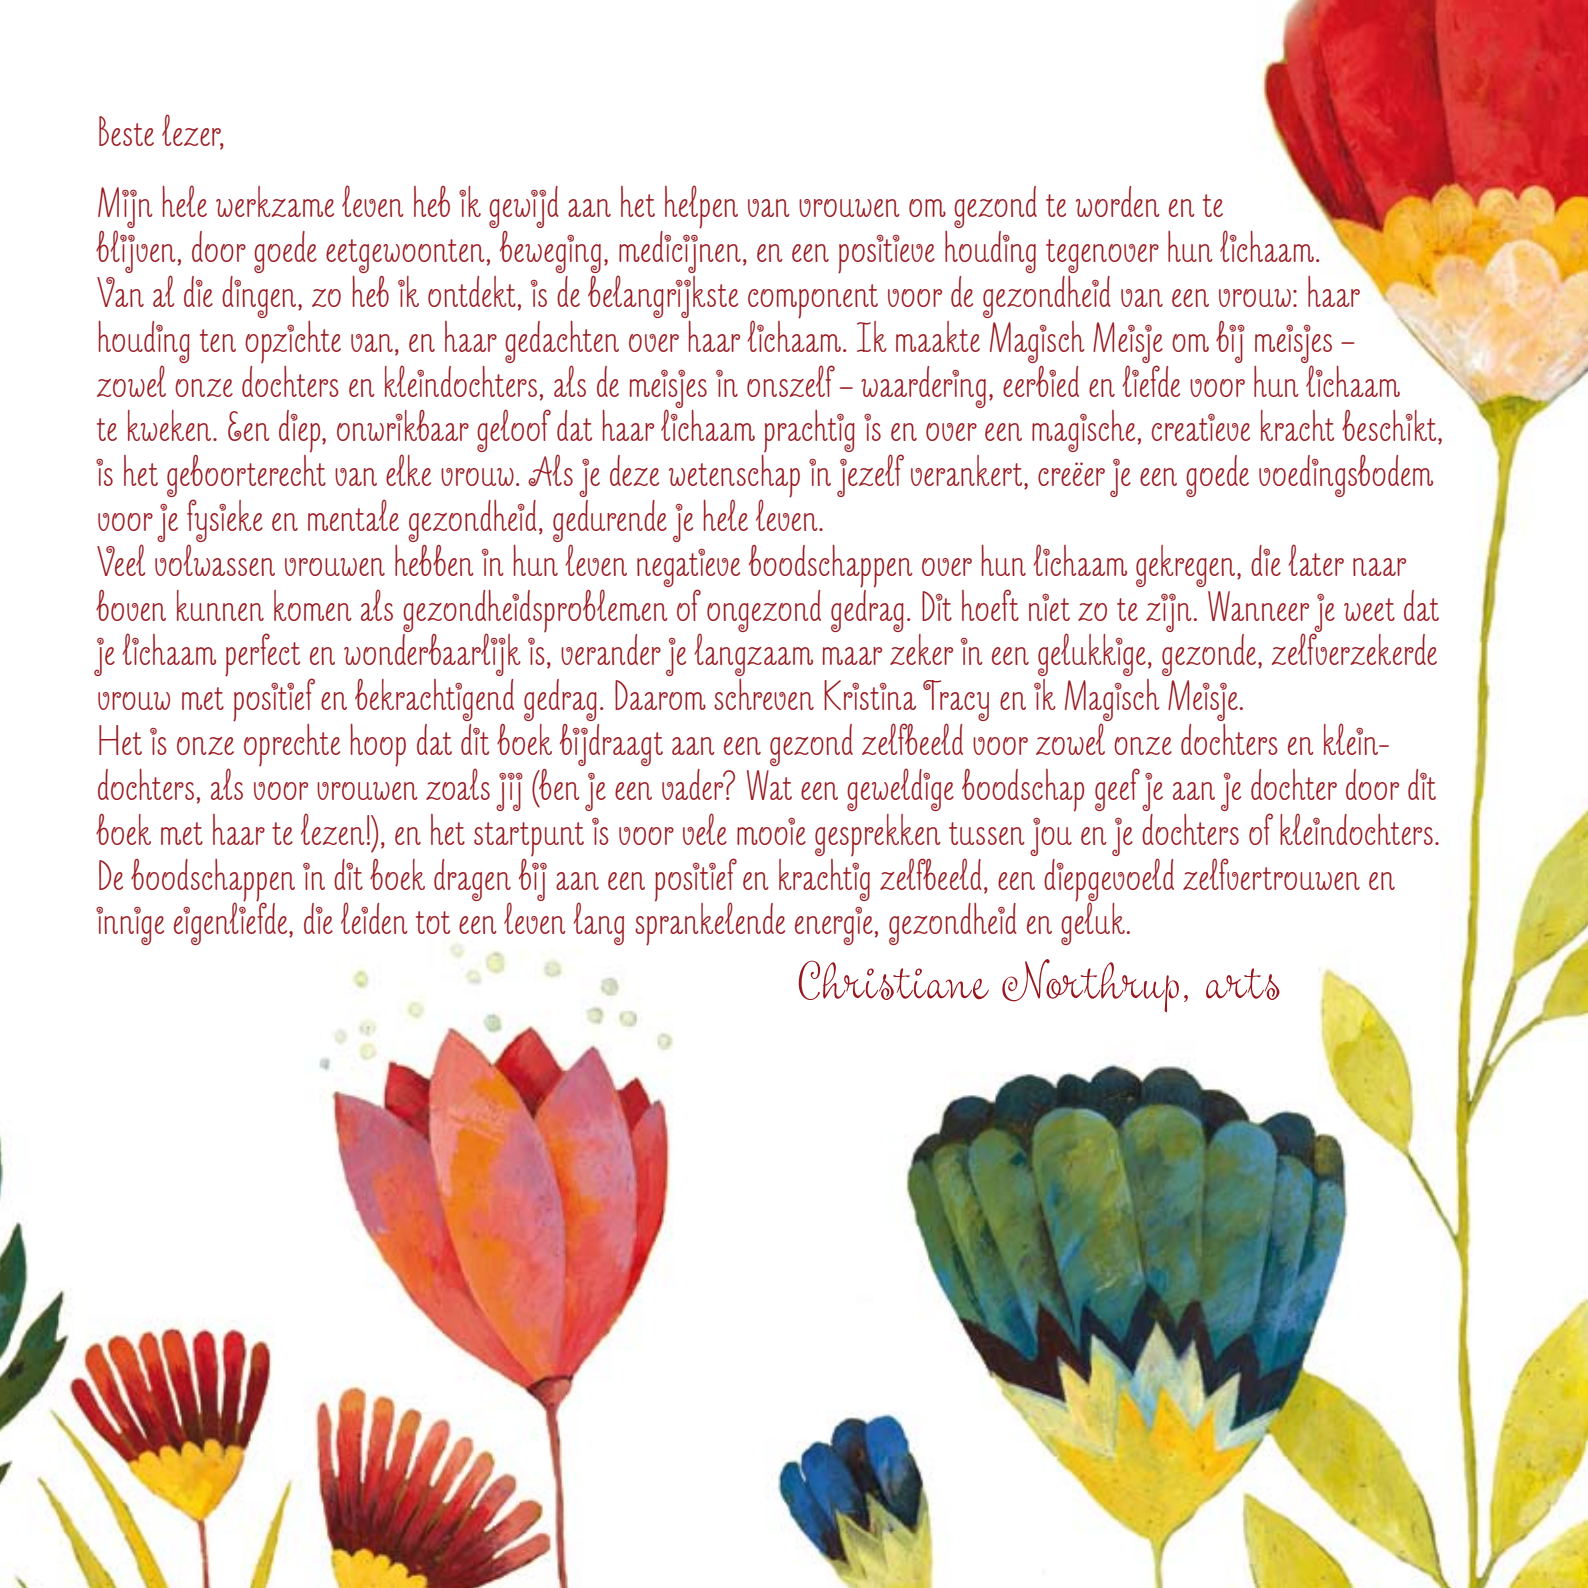 Beste lezer,
Mijn hele werkzame leven heb ik gewijd aan het helpen van vrouwen om gezond te worden en te
blijven, door goede eetgewoonten, beweging, medicijnen, en een positieve houding tegenover hun lichaam.
Van al die dingen, zo heb ik ontdekt, is de belangrijkste component voor de gezondheid van een vrouw: haar
houding ten opzichte van, en haar gedachten over haar lichaam. Ik maakte Magisch Meisje om bij meisjes –
zowel onze dochters en kleindochters, als de meisjes in onszelf – waardering, eerbied en liefde voor hun lichaam
te kweken. Een diep, onwrikbaar geloof dat haar lichaam prachtig is en over een magische, creatieve kracht beschikt,
is het geboorterecht van elke vrouw. Als je deze wetenschap in jezelf verankert, creëer je een goede voedingsbodem
voor je fysieke en mentale gezondheid, gedurende je hele leven.
Veel volwassen vrouwen hebben in hun leven negatieve boodschappen over hun lichaam gekregen, die later naar
boven kunnen komen als gezondheidsproblemen of ongezond gedrag. Dit hoeft niet zo te zijn. Wanneer je weet dat
je lichaam perfect en wonderbaarlijk is, verander je langzaam maar zeker in een gelukkige, gezonde, zelfverzekerde
vrouw met positief en bekrachtigend gedrag. Daarom schreven Kristina Tracy en ik Magisch Meisje.
Het is onze oprechte hoop dat dit boek bijdraagt aan een gezond zelfbeeld voor zowel onze dochters en klein-
dochters, als voor vrouwen zoals jij (ben je een vader? Wat een geweldige boodschap geef je aan je dochter door dit
boek met haar te lezen!), en het startpunt is voor vele mooie gesprekken tussen jou en je dochters of kleindochters.
De boodschappen in dit boek dragen bij aan een positief en krachtig zelfbeeld, een diepgevoeld zelfvertrouwen en
innige eigenliefde, die leiden tot een leven lang sprankelende energie, gezondheid en geluk.
Christiane Northrup, arts